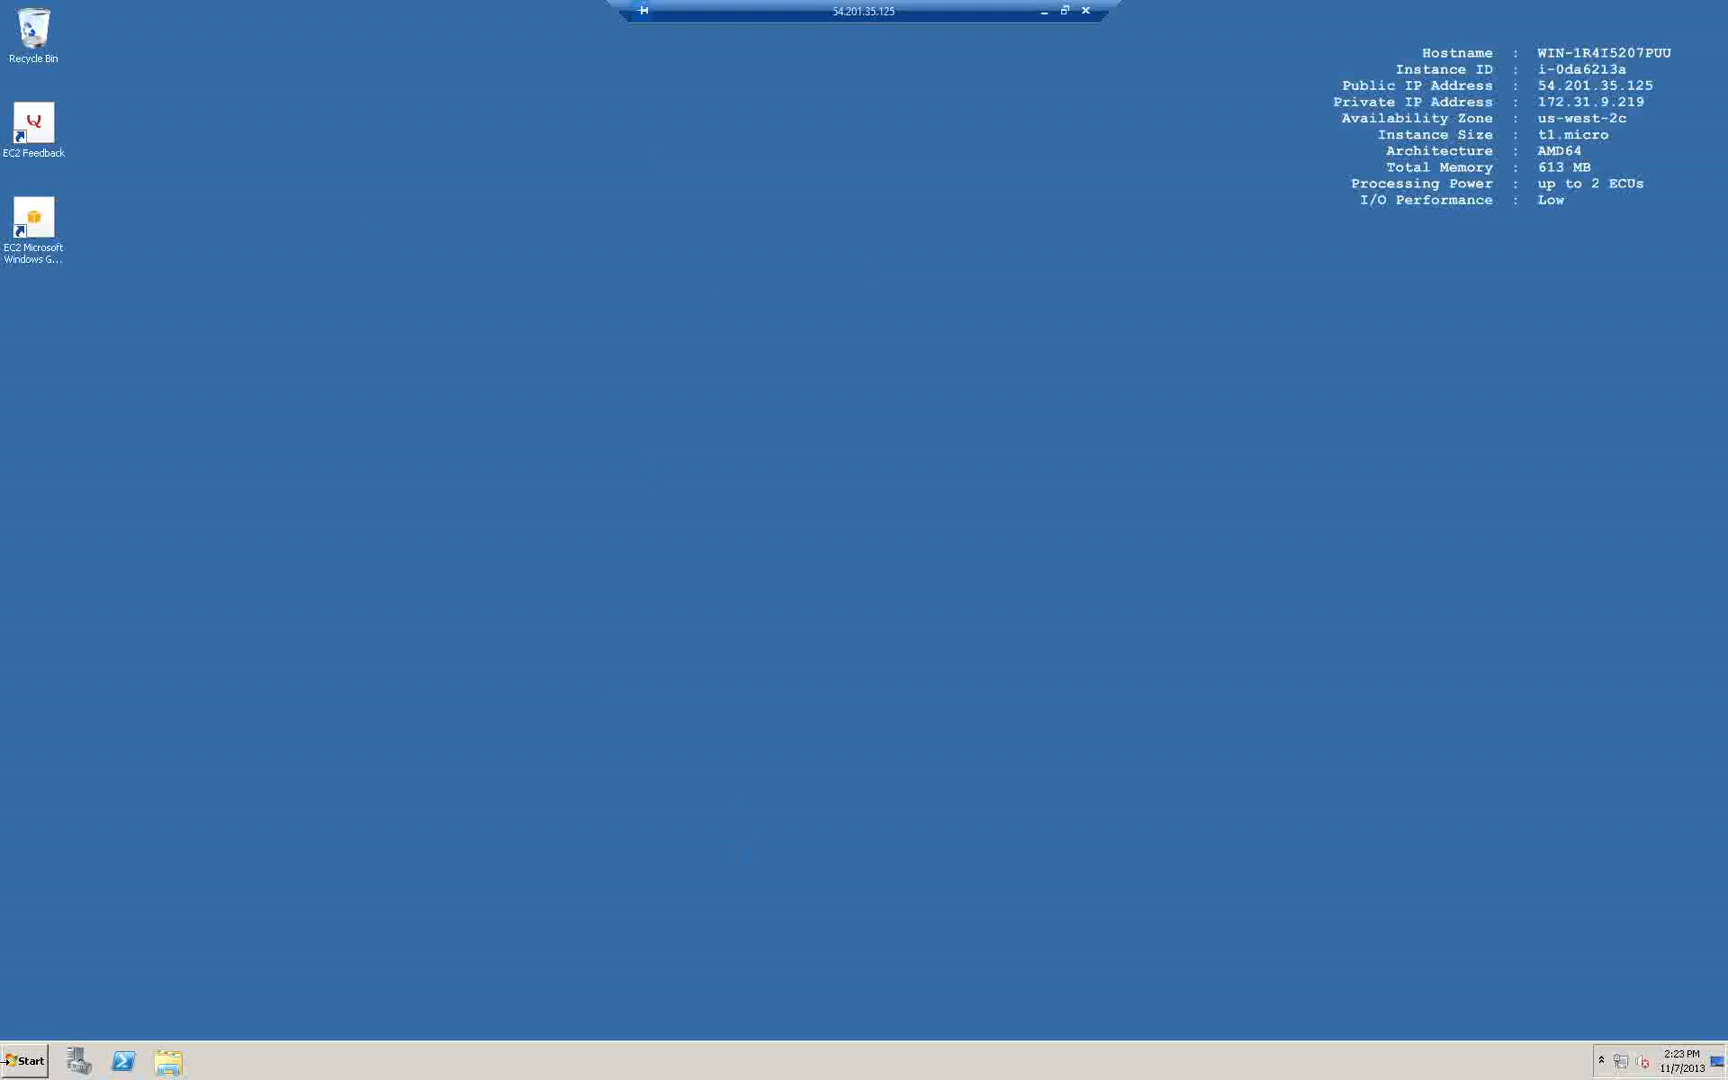 54.201.35.125
Recycle Bin
EC2 Feedback
EC2 Microsoft
Windows G...
Hostname : WIN-1R4I5207PUU
Instance ID : i-0da6213a
Public IP Address : 54.201.35.125
Private IP Address : 172.31.9.219
Availability Zone : us-west-2c
Instance Size : t1.micro
Architecture : AMD64
Total Memory : 613 MB
Processing Power : up to 2 ECUs
I/O Performance : Low
Start
2:23 PM
11/7/2013